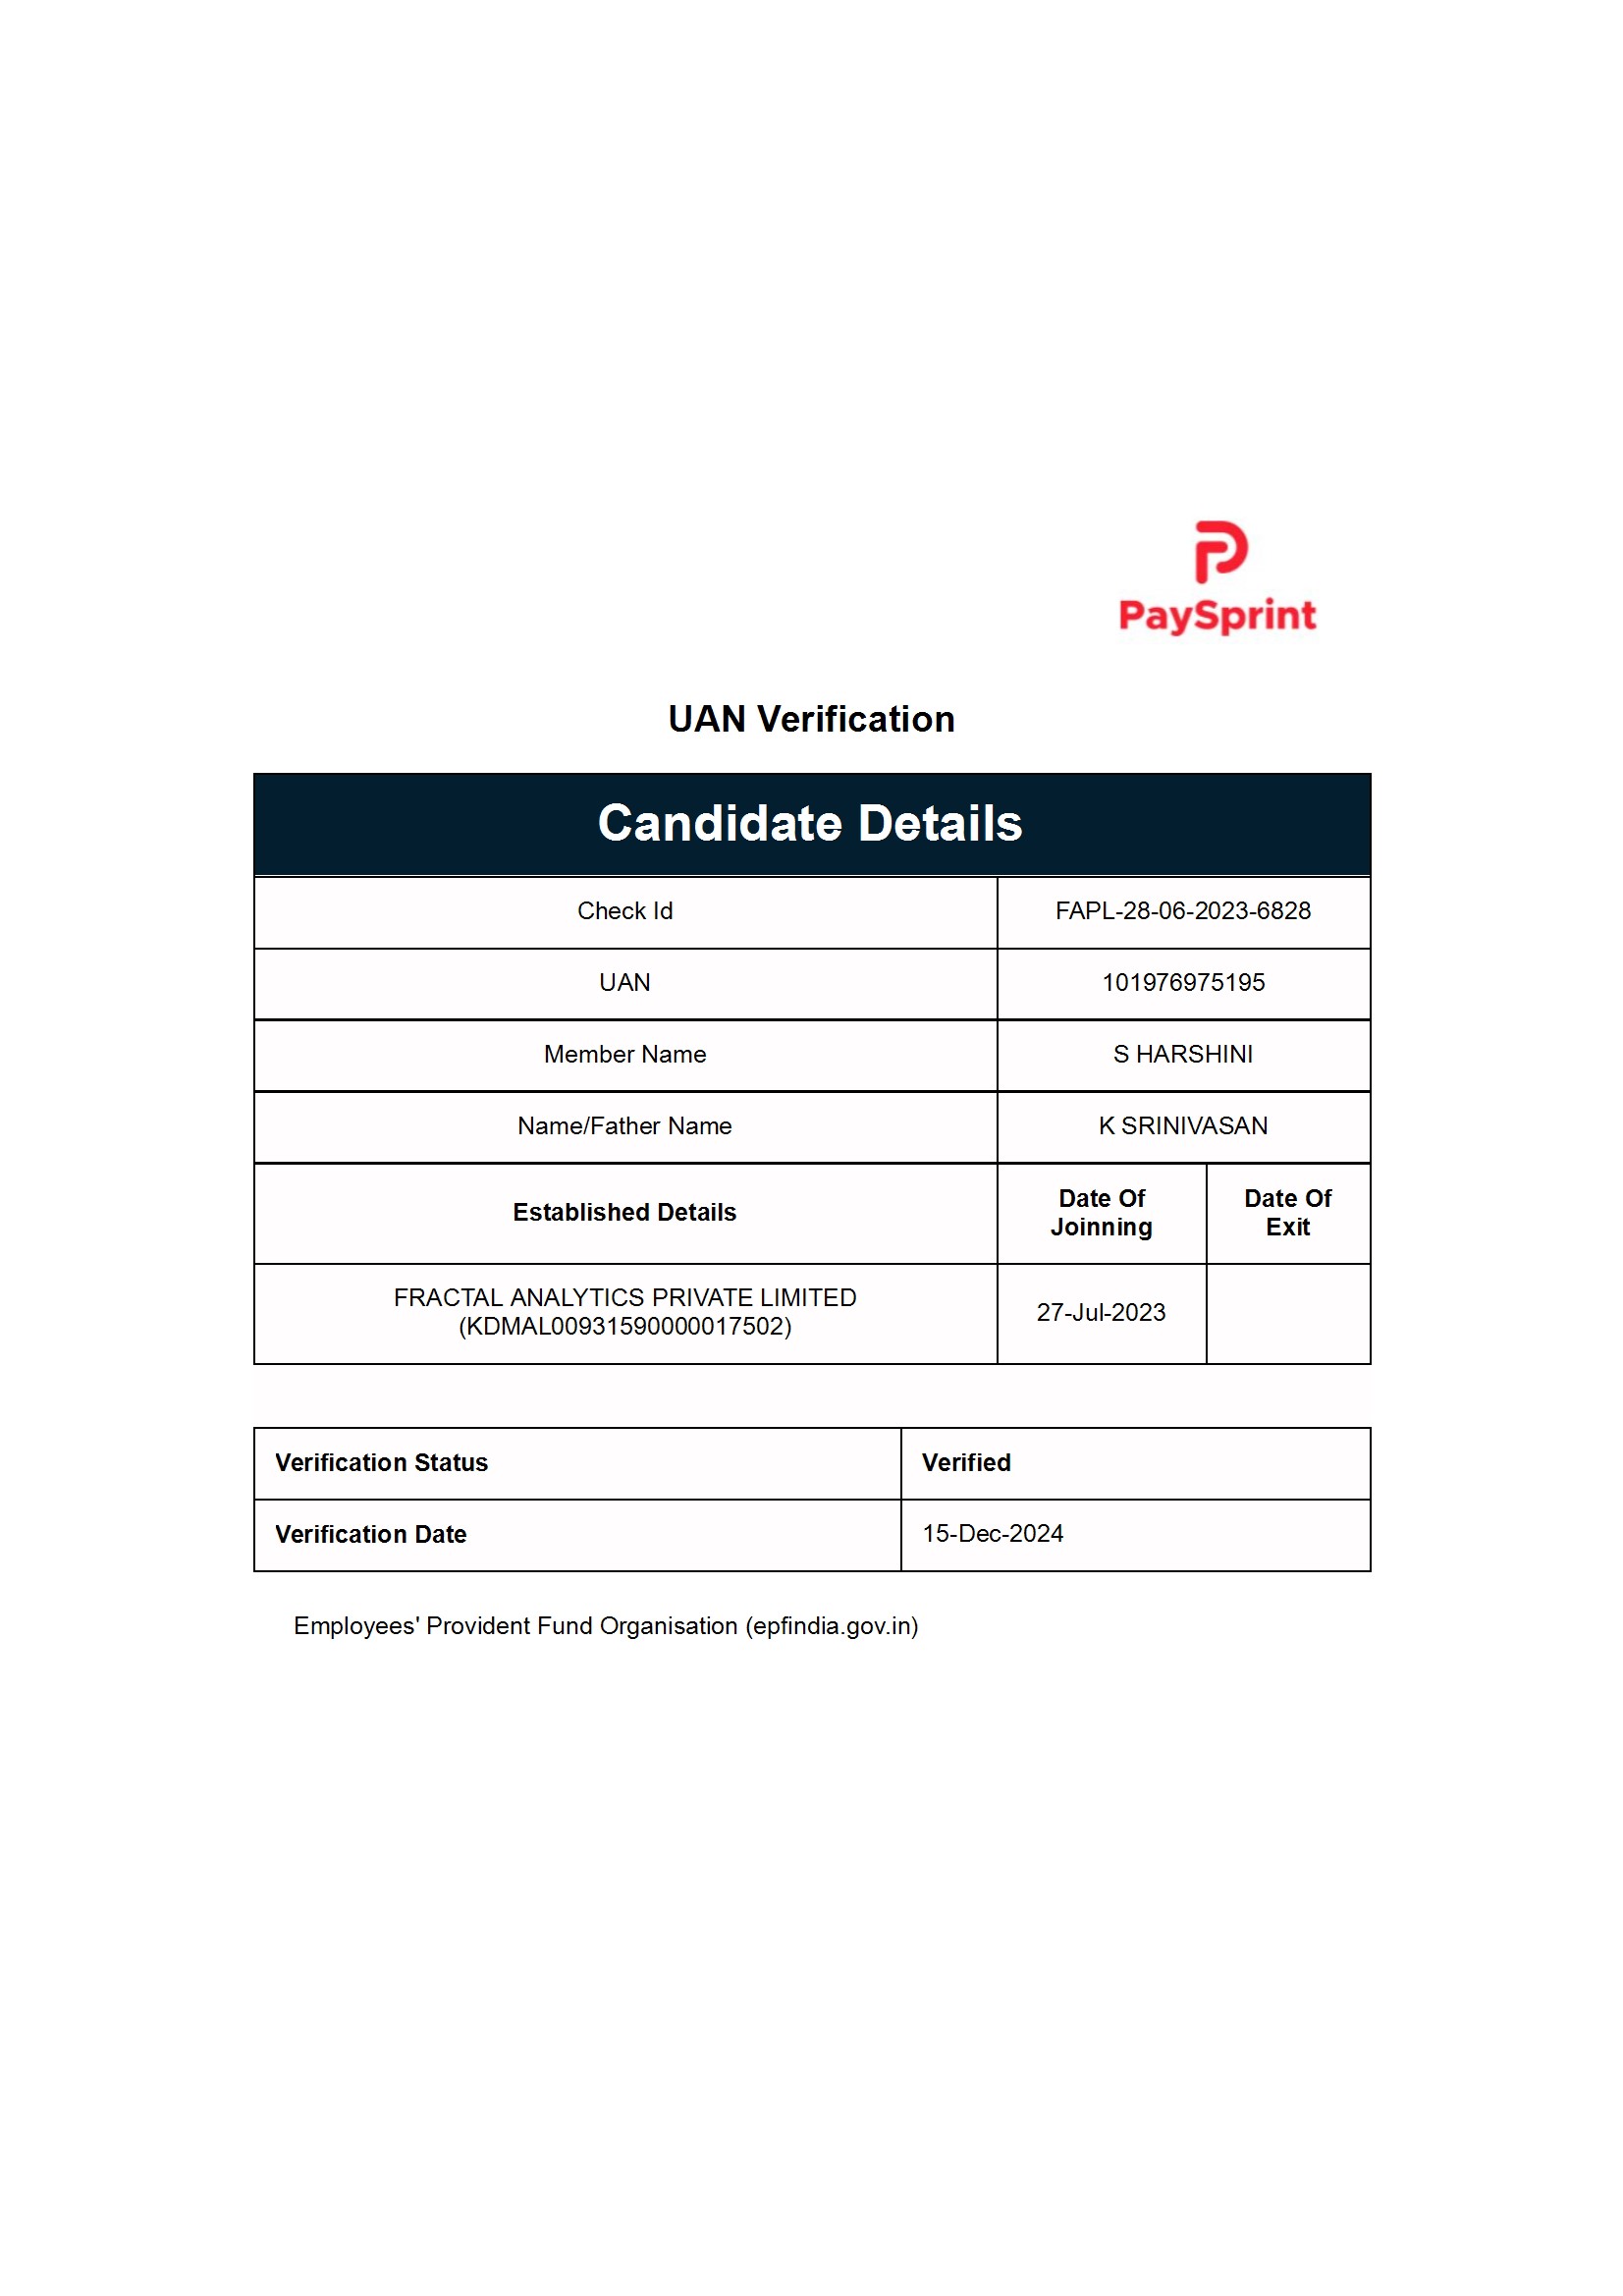 PaySprint
UAN Verification
Candidate Details
Check Id FAPL-28-06-2023-6828
UAN 101976975195
Member Name S HARSHINI
Name/Father Name K SRINIVASAN
Established Details Date Of Joinning Date Of Exit
FRACTAL ANALYTICS PRIVATE LIMITED
(KDMAL00931590000017502) 27-Jul-2023
Verification Status Verified
Verification Date 15-Dec-2024
Employees' Provident Fund Organisation (epfindia.gov.in)